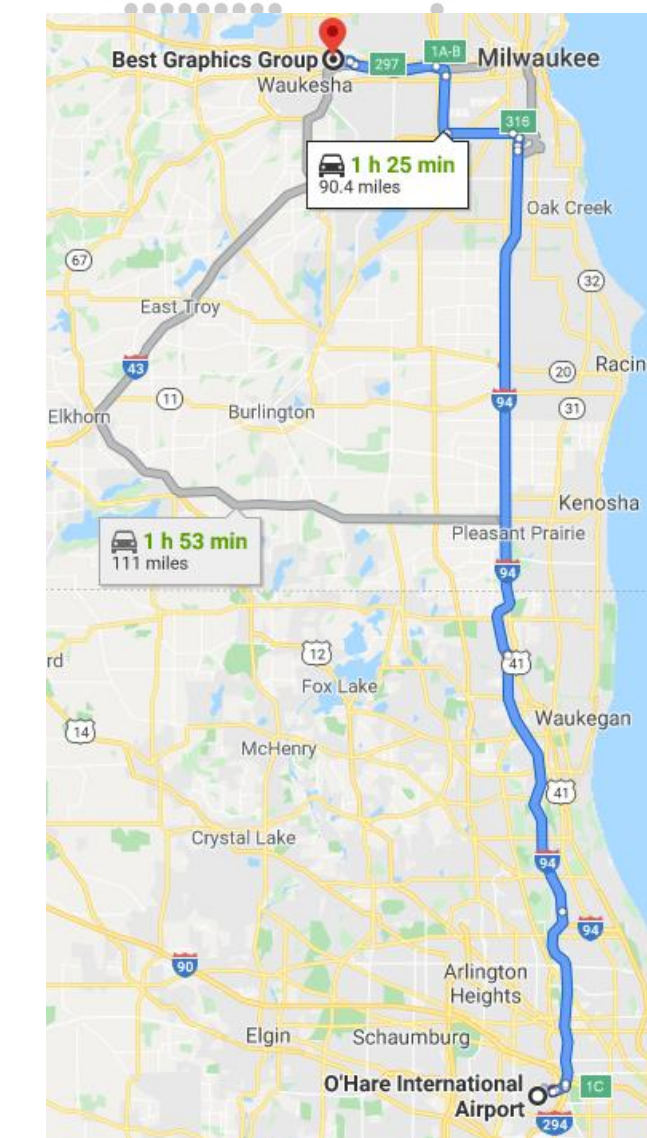 1A-B
Best Graphics Group
297
Milwaukee
Waukesha
316
1 h 25 min
90.4 miles
Oak Creek
67
32
East Troy
43
20
Racin
11
94
31
Elkhorn
Burlington
Kenosha
Pleasant Prairie
1 h 53 min
111 miles
94
12
41
rd
Fox Lake
14
Waukegan
McHenry
41
Crystal Lake
94
94
90
Arlington
Heights
Elgin
Schaumburg
O'Hare International
Airport
1C
294